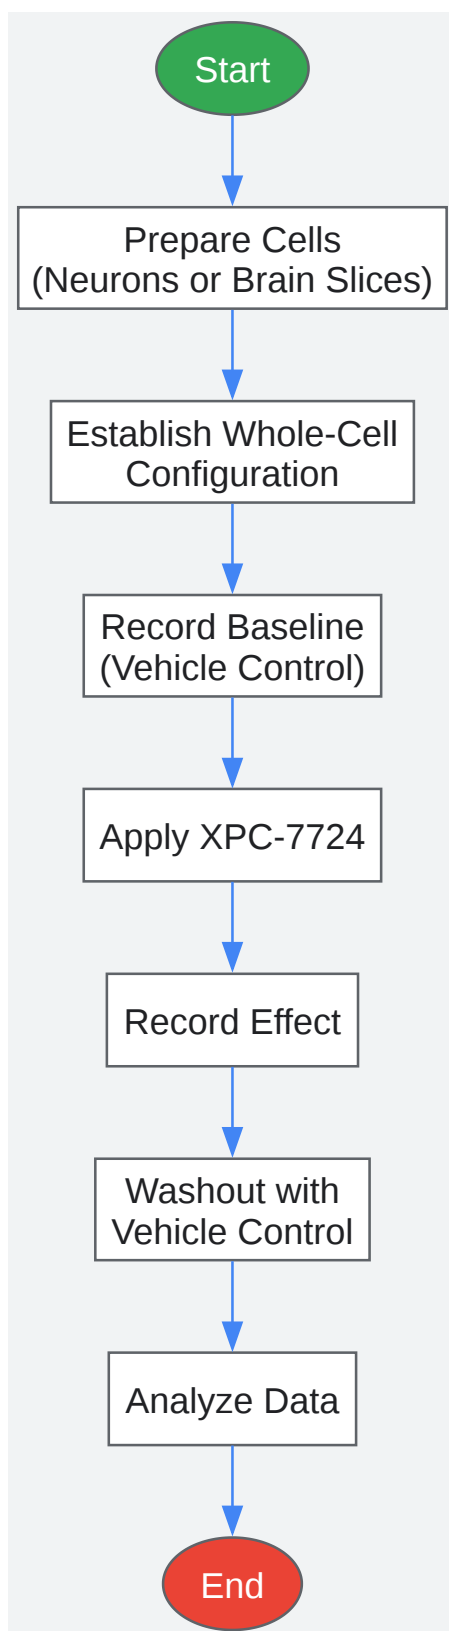 Start
Prepare Cells
(Neurons or Brain Slices)
Establish Whole-Cell
Configuration
Record Baseline
(Vehicle Control)
Apply XPC-7724
Record Effect
Washout with
Vehicle Control
Analyze Data
End